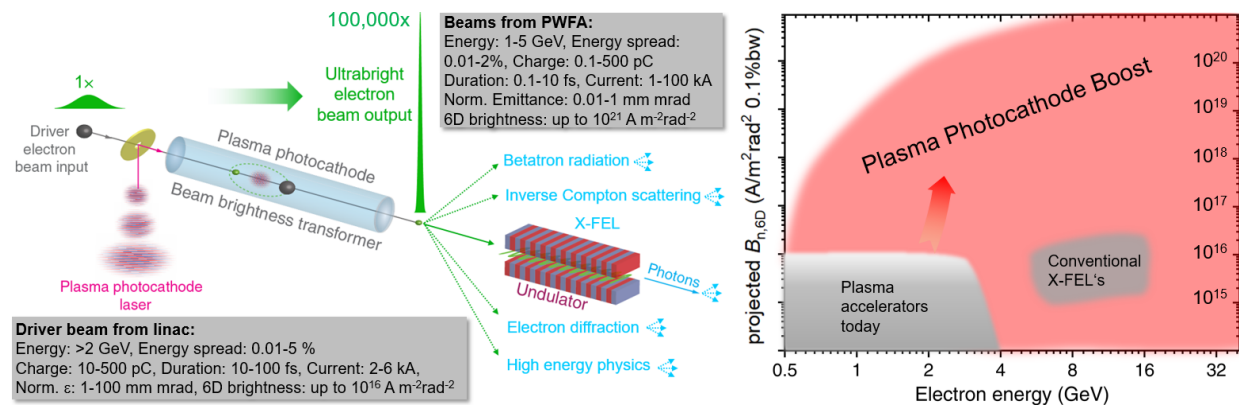 100,000x
1×
Driver
electron
beam input
Ultrabright
electron
beam output
Beams from PWFA:
Energy: 1-5 GeV, Energy spread:
0.01-2%, Charge: 0.1-500 pC
Duration: 0.1-10 fs, Current: 1-100 kA
Norm. Emittance: 0.01-1 mm mrad
6D brightness: up to 10²¹ A m⁻²rad⁻²
Plasma photocathode
Beam brightness transformer
Plasma photocathode
laser
Betatron radiation
Inverse Compton scattering
X-FEL
Undulator
Photons
Electron diffraction
High energy physics
Driver beam from linac:
Energy: >2 GeV, Energy spread: 0.01-5 %
Charge: 10-500 pC, Duration: 10-100 fs, Current: 2-6 kA,
Norm. ε: 1-100 mm mrad, 6D brightness: up to 10¹⁶ A m⁻²rad⁻²
projected Bn,6D (A/m²rad² 0.1%bw)
Plasma Photocathode Boost
Plasma
accelerators
today
Conventional
X-FEL's
10²⁰
10¹⁹
10¹⁸
10¹⁷
10¹⁶
10¹⁵
0.5 1 2 4 8 16 32
Electron energy (GeV)